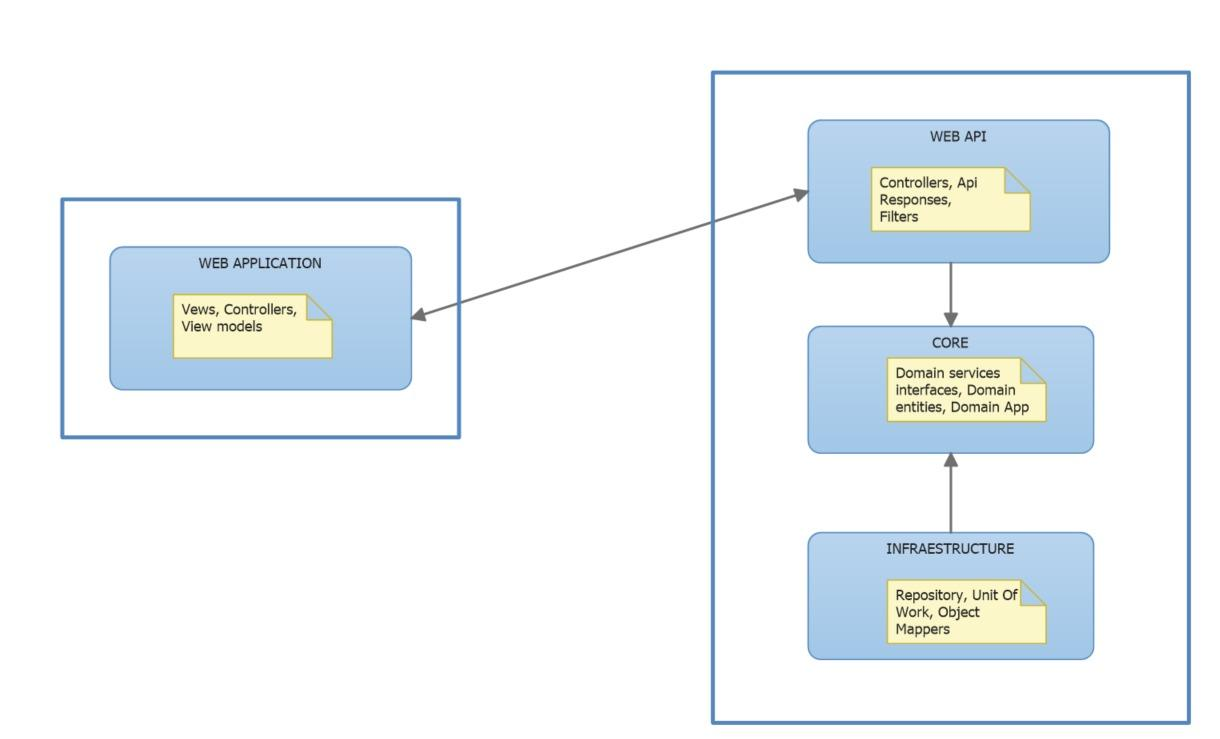 WEB APPLICATION
Vews, Controllers,
View models
WEB API
Controllers, Api
Responses,
Filters
CORE
Domain services
interfaces, Domain
entities, Domain App
INFRAESTRUCTURE
Repository, Unit Of
Work, Object
Mappers